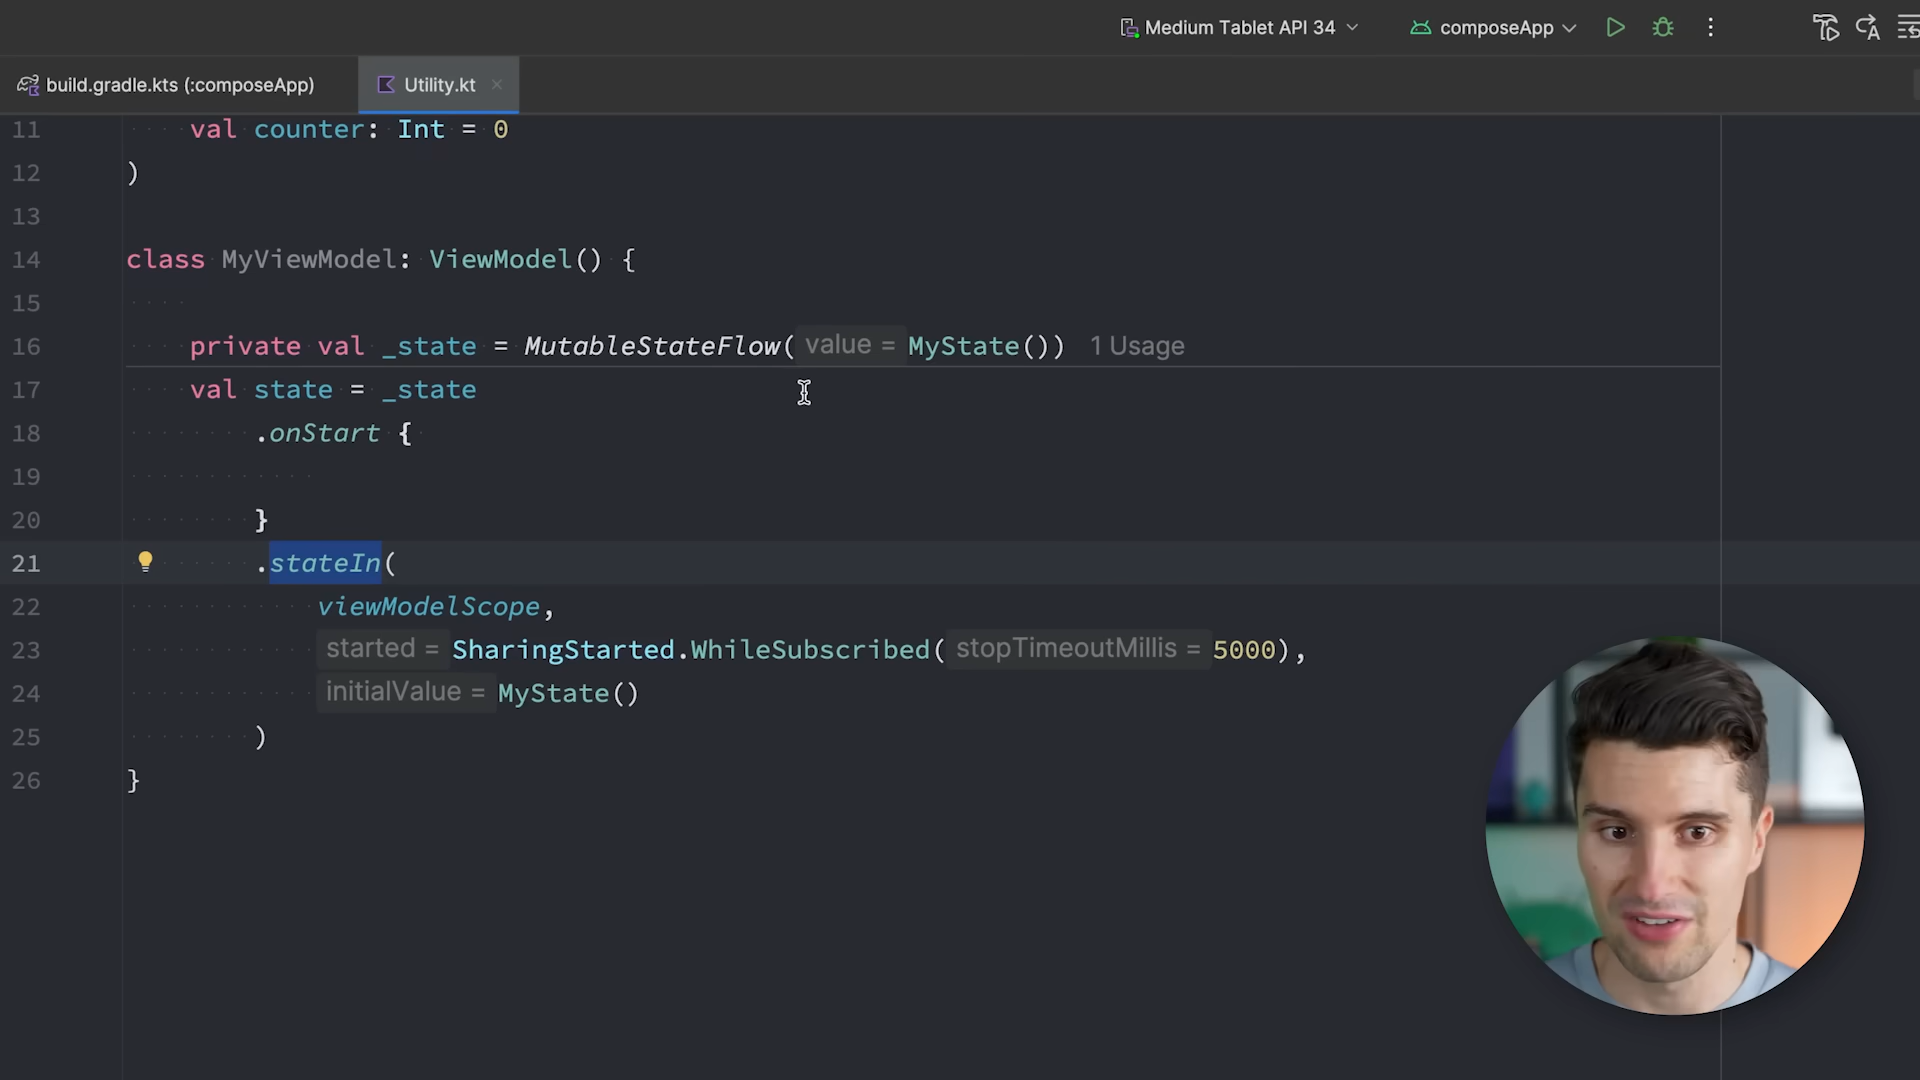 Medium Tablet API 34
composeApp
build.gradle.kts (:composeApp)
Utility.kt
11 val counter: Int = 0
12 )
13
14 class MyViewModel: ViewModel() {
15
16 private val _state = MutableStateFlow( value = MyState()) 1 Usage
17 val state = _state
18 .onStart {
19
20 }
21 .stateIn(
22 viewModelScope,
23 started = SharingStarted.WhileSubscribed( stopTimeoutMillis = 5000),
24 initialValue = MyState()
25 )
26 }